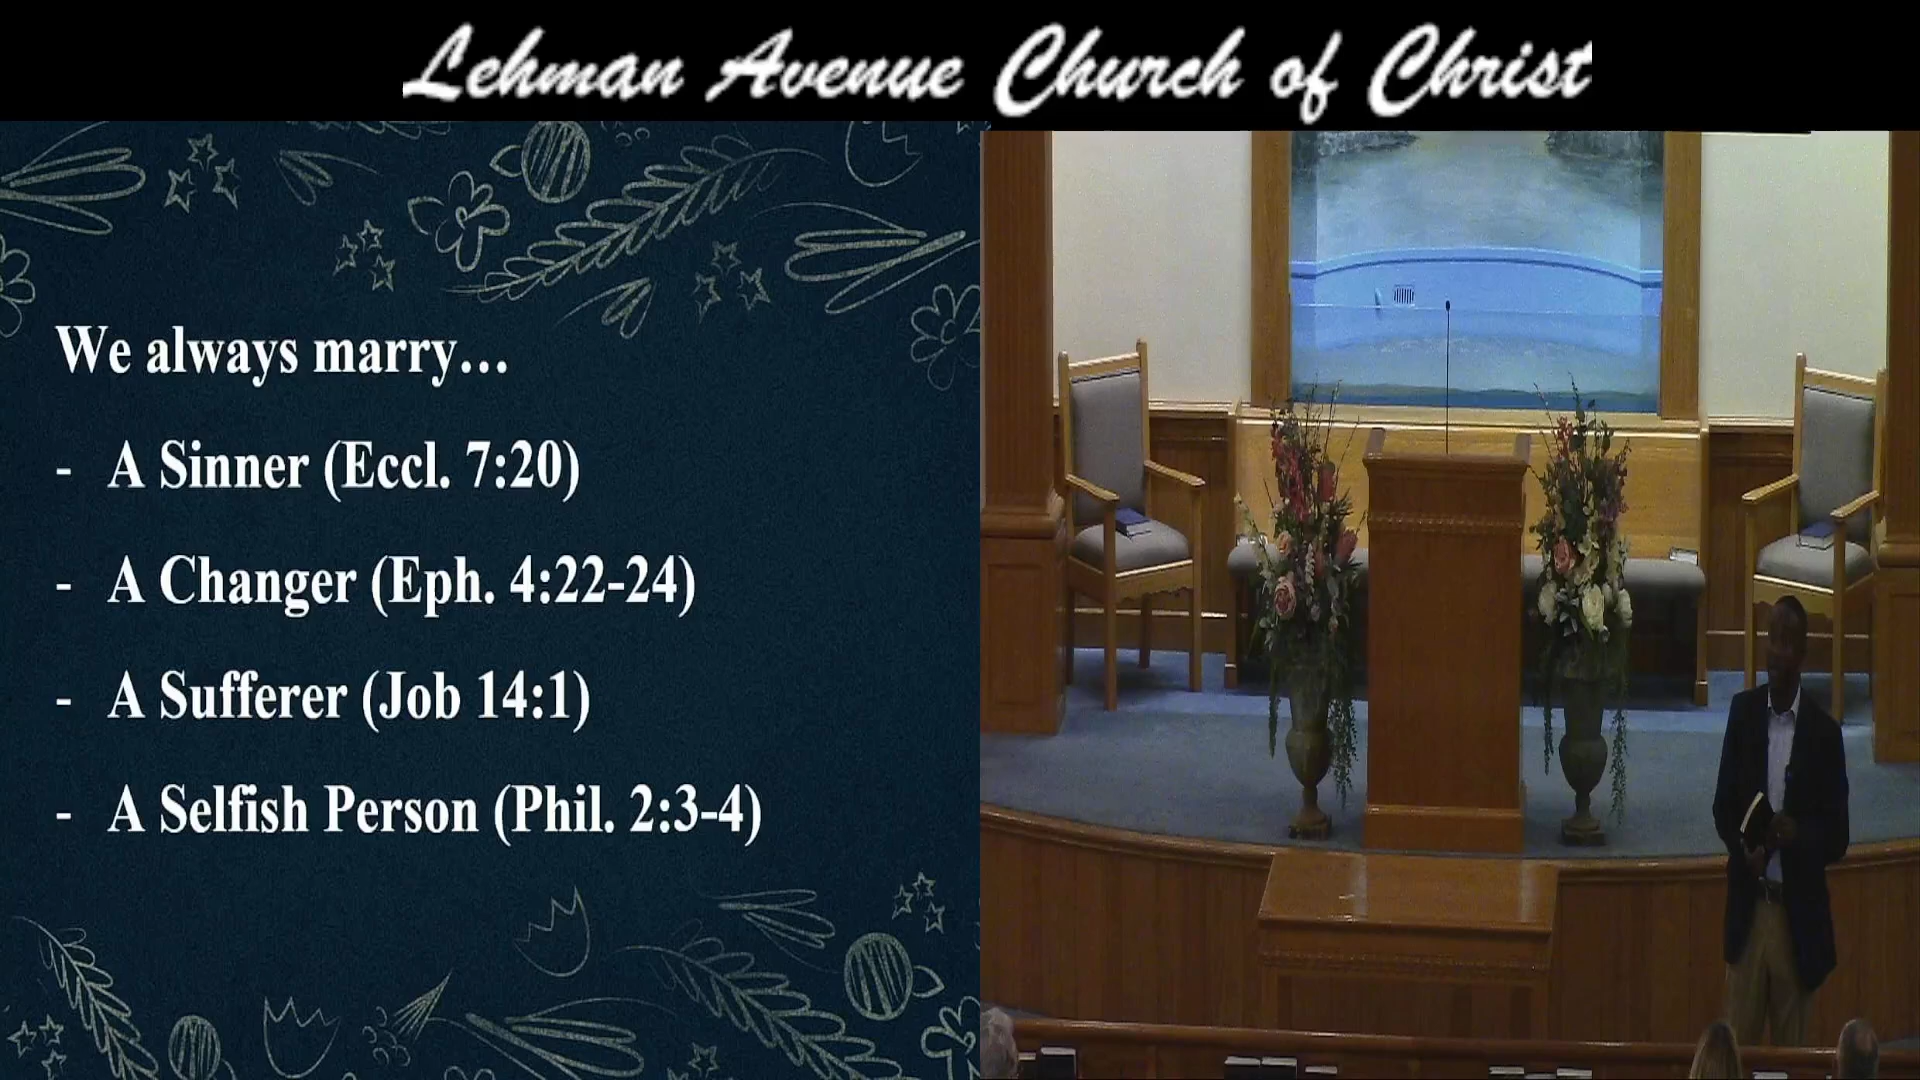 Lehman Avenue Church of Christ
We always marry…
- A Sinner (Eccl. 7:20)
- A Changer (Eph. 4:22-24)
- A Sufferer (Job 14:1)
- A Selfish Person (Phil. 2:3-4)